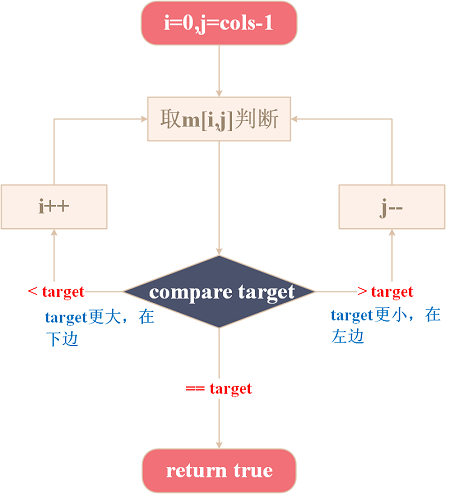 i=0,j=cols-1
取m[i,j]判断
i++
j--
compare target
< target
target更大，在
下边
> target
target更小，在
左边
== target
return true